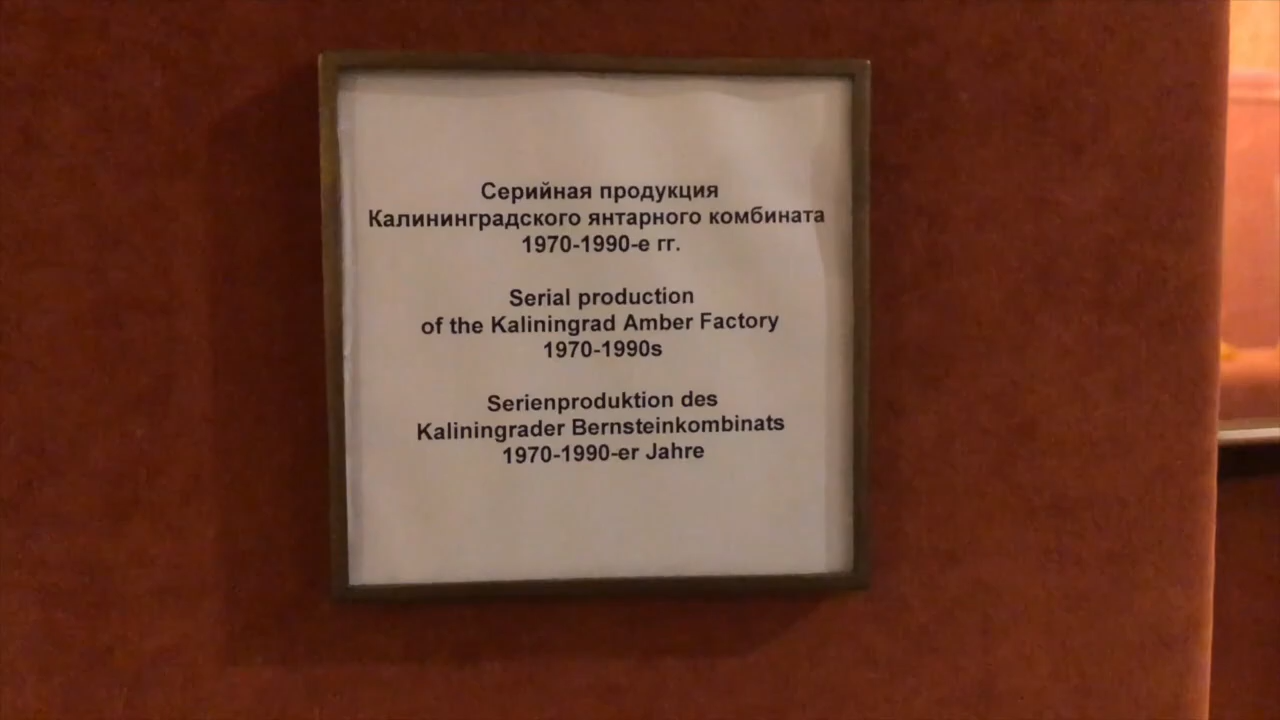 Серийная продукция
Калининградского янтарного комбината
1970-1990-е гг.
Serial production
of the Kaliningrad Amber Factory
1970-1990s
Serienproduktion des
Kaliningrader Bernsteinkombinats
1970-1990-er Jahre